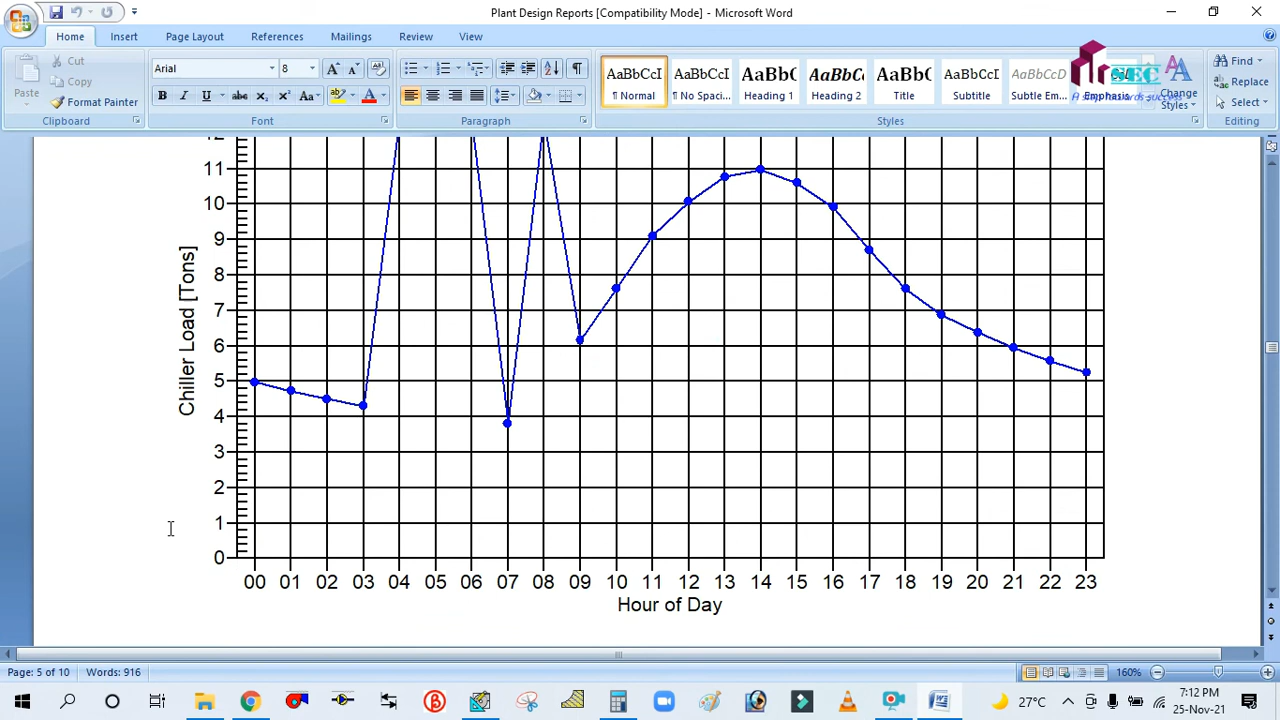 Plant Design Reports [Compatibility Mode] - Microsoft Word
Home Insert Page Layout References Mailings Review View
Paste
Cut
Copy
Format Painter
Clipboard
Arial 8
Font
Paragraph
AaBbCcI AaBbCcI AaBbC AaBbCc AaBbC AaBbCcI AaBbCcI
¶ Normal ¶ No Spaci... Heading 1 Heading 2 Title Subtitle Subtle Em... Emphasis
SEC
Change Styles
Styles
Find
Replace
Select
Editing
12
11
10
9
8
7
6
5
4
3
2
1
0
Chiller Load [Tons]
00 01 02 03 04 05 06 07 08 09 10 11 12 13 14 15 16 17 18 19 20 21 22 23
Hour of Day
Page: 5 of 10 Words: 916 160%
27°C ENG 7:12 PM
25-Nov-21